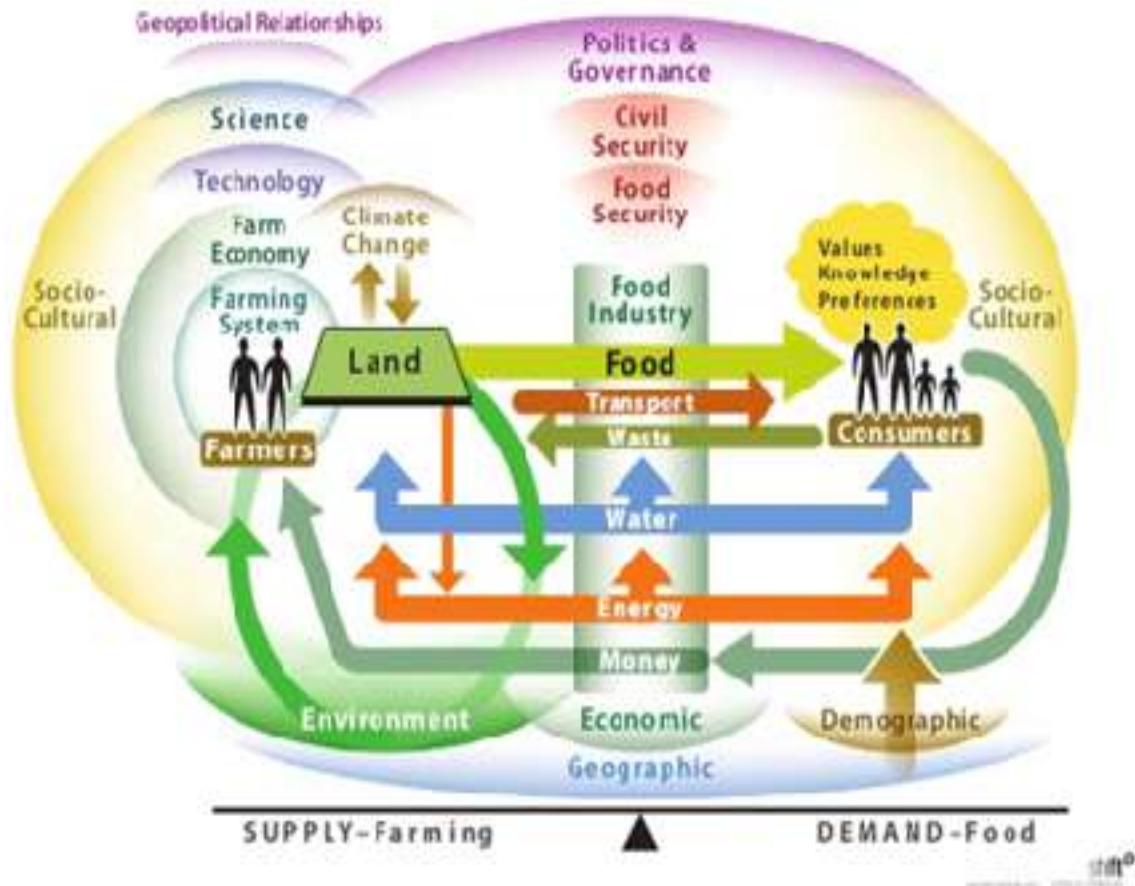 Geopolitical Relationships
Politics &
Governance
Science
Civil
Security
Technology
Food
Security
Climate
Change
Farm
Economy
Values
Knowledge
Preferences
Socio-
Cultural
Farming
System
Food
Industry
Socio-
Cultural
Land
Food
Transport
Waste
Farmers
Consumers
Water
Energy
Money
Environment
Economic
Demographic
Geographic
SUPPLY–Farming
DEMAND–Food
shift